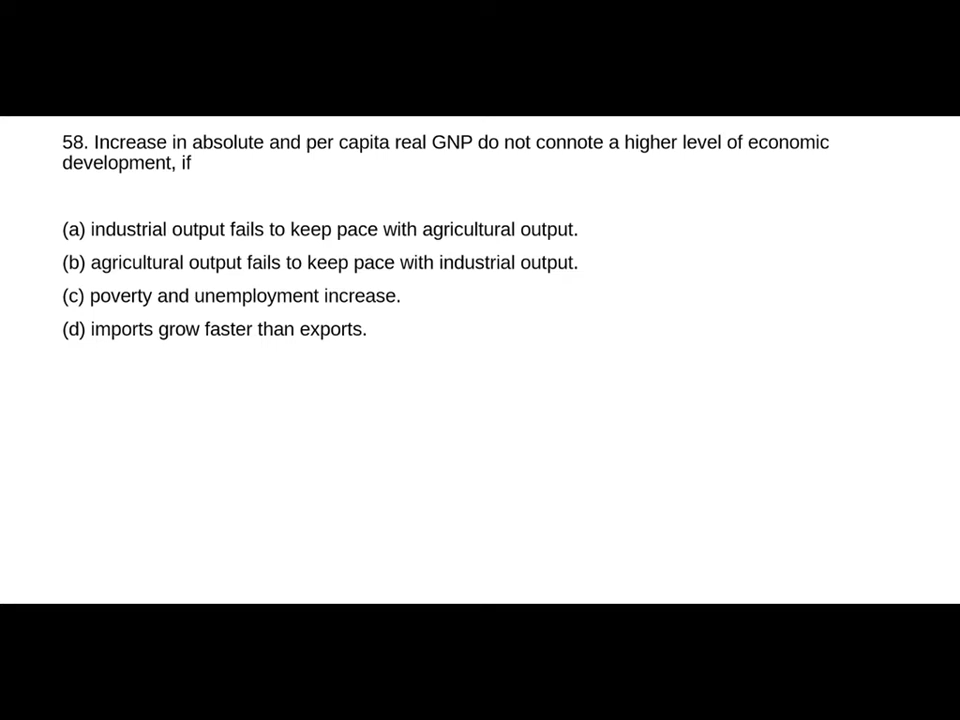 58. Increase in absolute and per capita real GNP do not connote a higher level of economic
development, if
(a) industrial output fails to keep pace with agricultural output.
(b) agricultural output fails to keep pace with industrial output.
(c) poverty and unemployment increase.
(d) imports grow faster than exports.